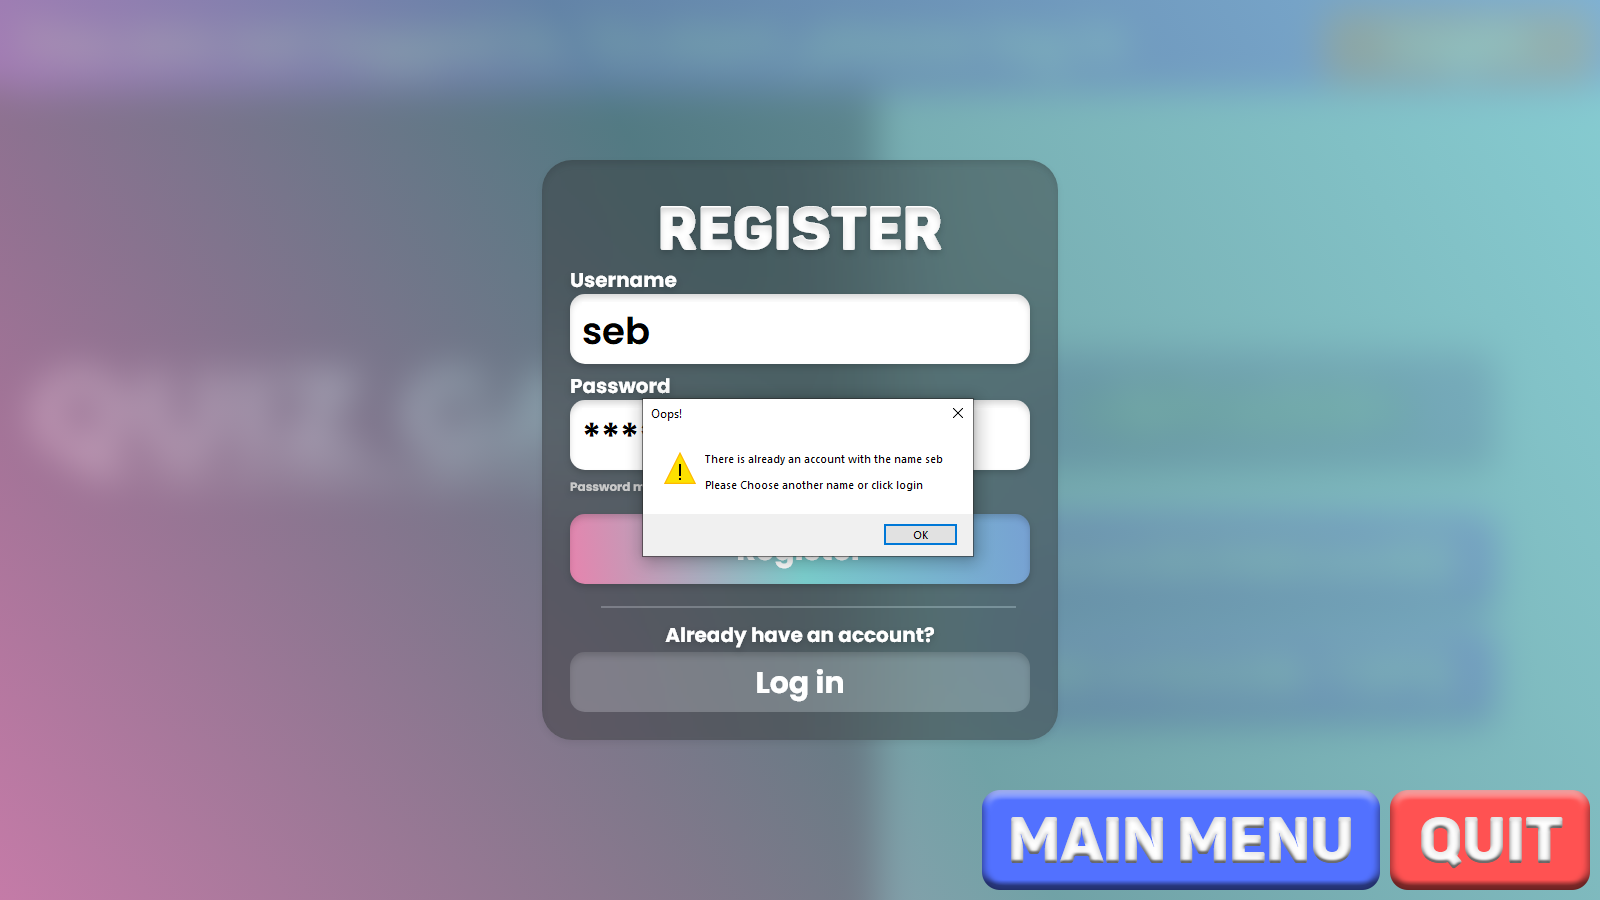 REGISTER
Username
seb
Password
****
Oops!
There is already an account with the name seb
Please Choose another name or click login
OK
Password
Register
Already have an account?
Log in
MAIN MENU
QUIT
QUIZ